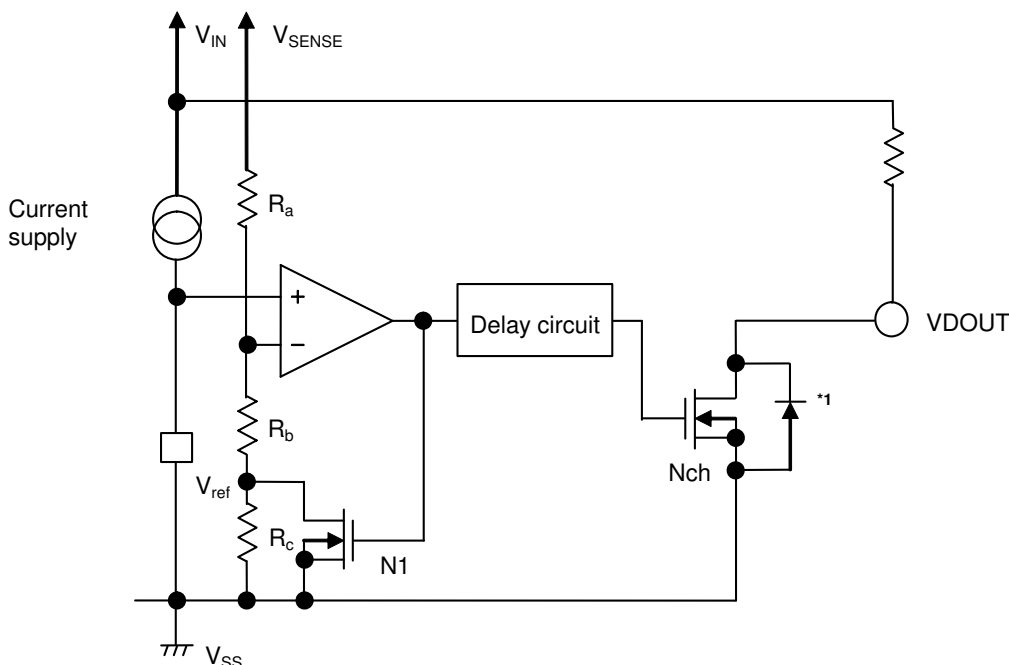 V_IN
V_SENSE
Current
supply
R_a
+
−
Delay circuit
VDOUT
R_b
*1
V_ref
Nch
R_c
N1
V_SS